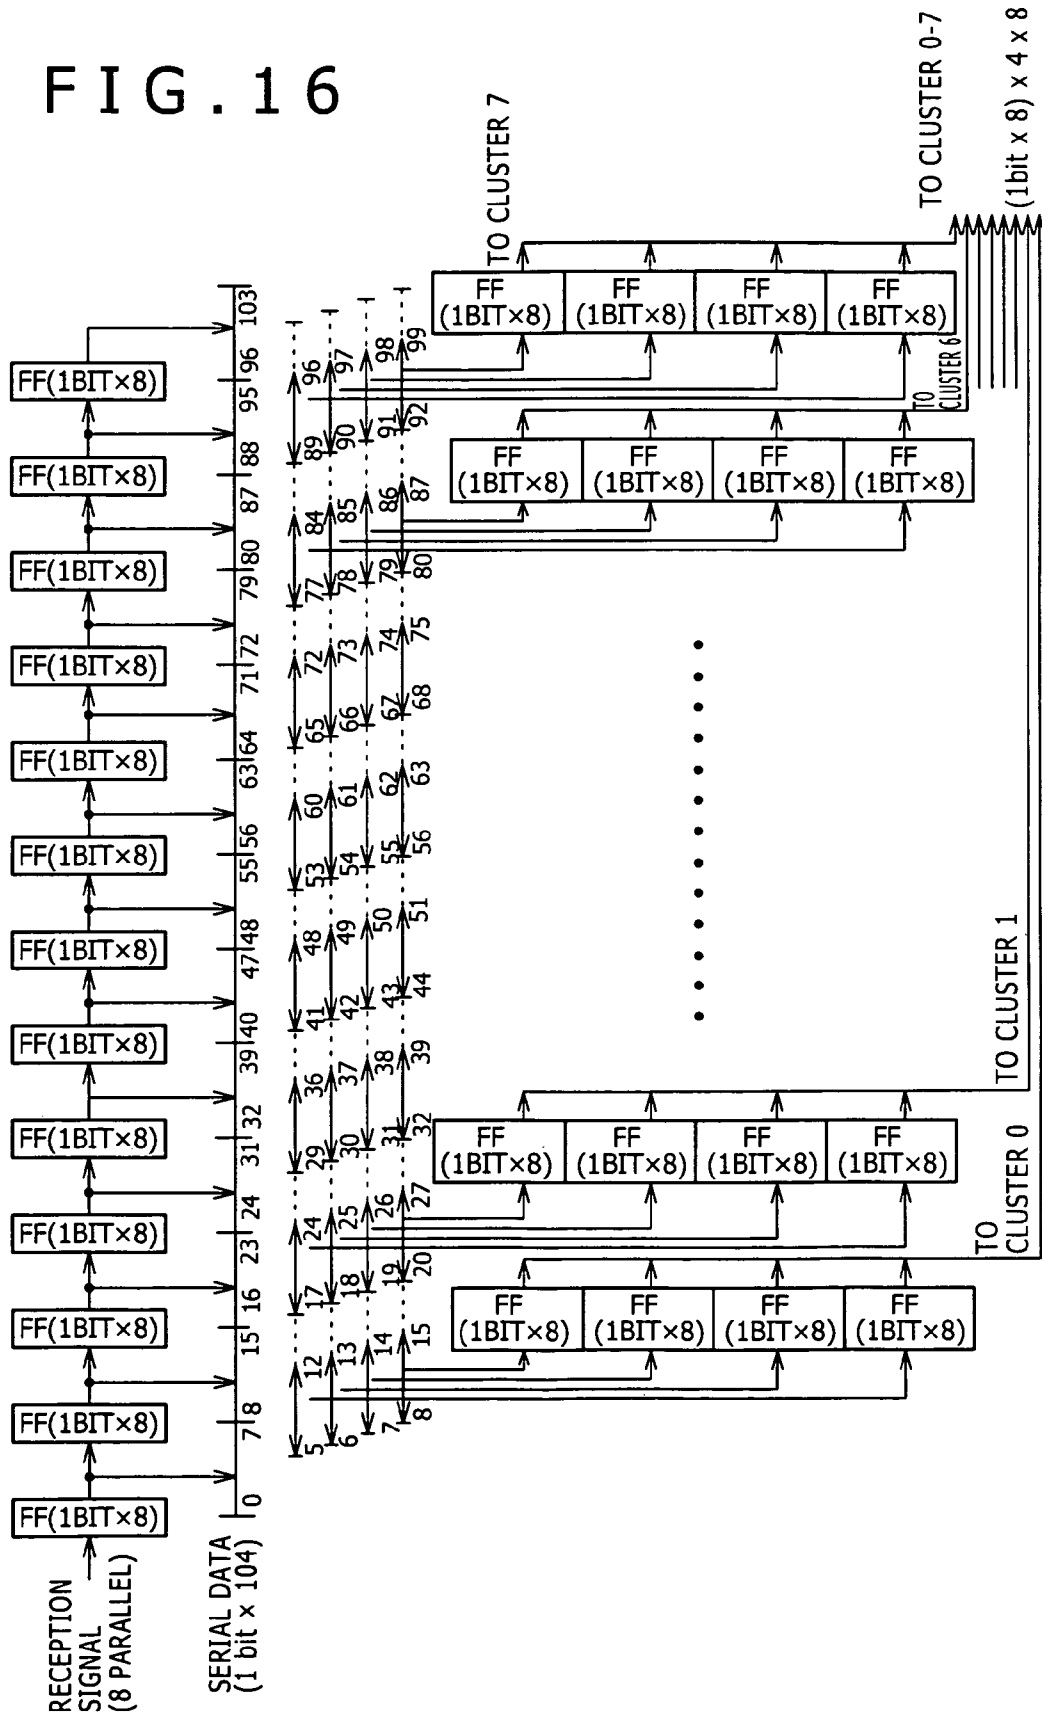 FIG.16
RECEPTION
SIGNAL
(8 PARALLEL)
FF(1BIT×8)
FF(1BIT×8)
FF(1BIT×8)
FF(1BIT×8)
FF(1BIT×8)
FF(1BIT×8)
FF(1BIT×8)
FF(1BIT×8)
FF(1BIT×8)
FF(1BIT×8)
FF(1BIT×8)
FF(1BIT×8)
FF(1BIT×8)
SERIAL DATA
(1 bit x 104)
0 7 8 15 16 23 24 31 32 39 40 47 48 55 56 63 64 71 72 79 80 87 88 95 96 103
5 12 17 24 29 36 41 48 53 60 65 72 77 84 89 96
6 13 18 25 30 37 42 49 54 61 66 73 78 85 90 97
7 14 19 26 31 38 43 50 55 62 67 74 79 86 91 98
8 15 20 27 32 39 44 51 56 63 68 75 80 87 92 99
FF
(1BIT×8)
FF
(1BIT×8)
FF
(1BIT×8)
FF
(1BIT×8)
TO
CLUSTER 0
FF
(1BIT×8)
FF
(1BIT×8)
FF
(1BIT×8)
FF
(1BIT×8)
TO CLUSTER 1
FF
(1BIT×8)
FF
(1BIT×8)
FF
(1BIT×8)
FF
(1BIT×8)
TO
CLUSTER 6
FF
(1BIT×8)
FF
(1BIT×8)
FF
(1BIT×8)
FF
(1BIT×8)
TO CLUSTER 7
TO CLUSTER 0-7
(1bit x 8) x 4 x 8